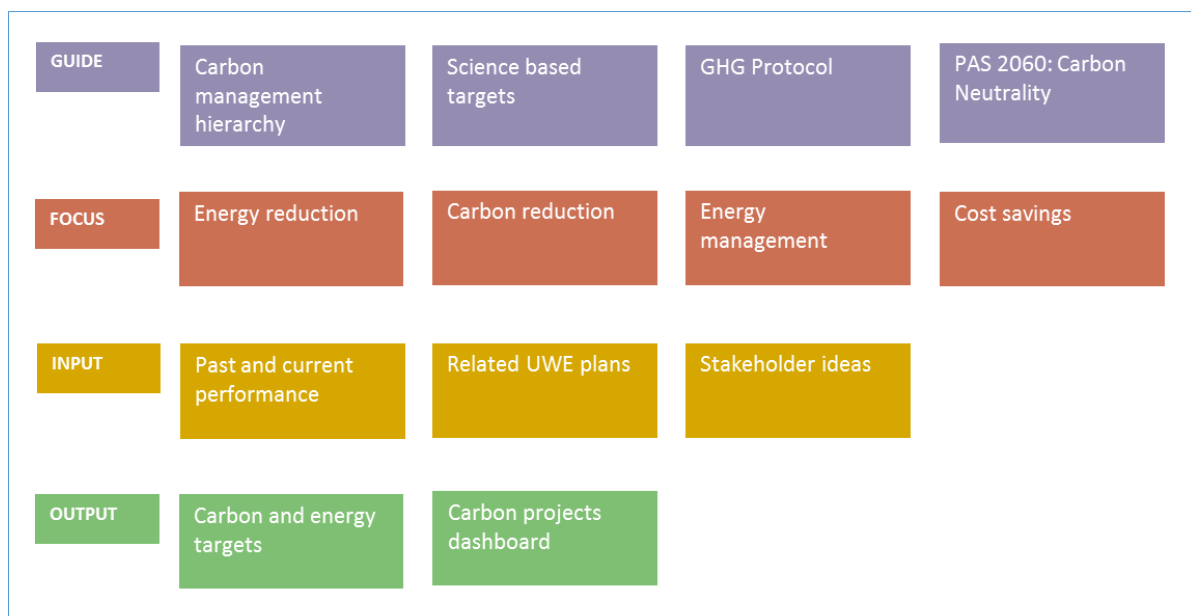 GUIDE
Carbon
management
hierarchy
Science based
targets
GHG Protocol
PAS 2060: Carbon
Neutrality
FOCUS
Energy reduction
Carbon reduction
Energy
management
Cost savings
INPUT
Past and current
performance
Related UWE plans
Stakeholder ideas
OUTPUT
Carbon and energy
targets
Carbon projects
dashboard